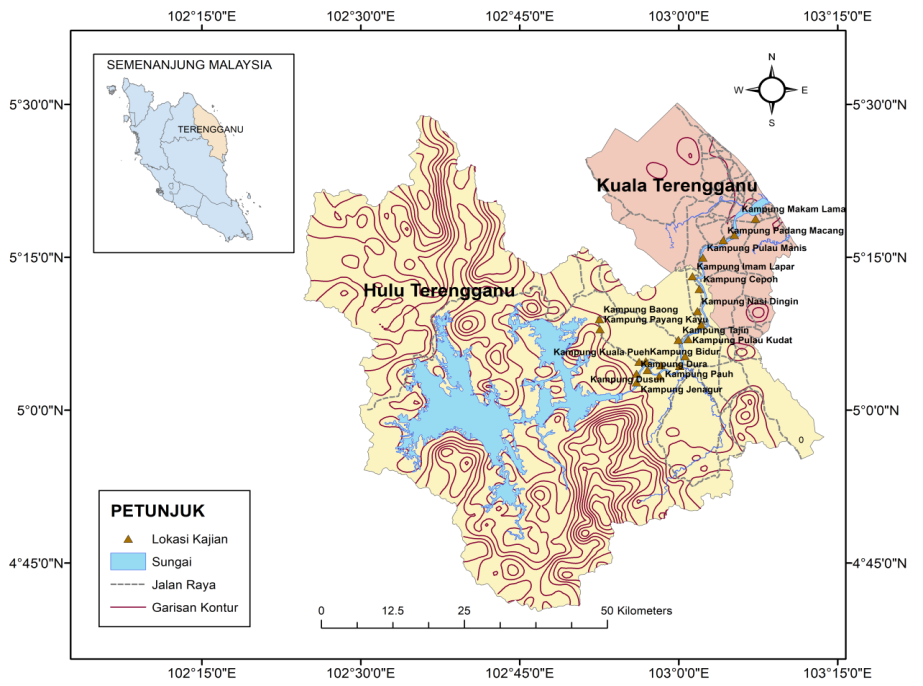 102°15'E
102°30'0"E
102°45'0"E
103°0'0"E
103°15'0"E
SEMENANJUNG MALAYSIA
TERENGGANU
N
W
E
S
5°30'0"N
5°30'0"N
Kuala Terengganu
Kampung Makam Lama
Kampung Padang Macang
Kampung Pulau Manis
5°15'0"N
5°15'0"N
Kampung Imam Lapar
Kampung Cepoh
Hulu Terengganu
Kampung Nasi Dingin
Kampung Baong
Kampung Payang Kayu
Kampung Tajin
Kampung Pulau Kudat
Kampung Kuala Pueh
Kampung Bidur
Kampung Dura
Kampung Pauh
Kampung Dusun
Kampung Jenagur
5°0'0"N
5°0'0"N
0
PETUNJUK
Lokasi Kajian
Sungai
Jalan Raya
Garisan Kontur
4°45'0"N
4°45'0"N
0 12.5 25 50 Kilometers
102°15'0"E
102°30'0"E
102°45'0"E
103°0'0"E
103°15'0"E